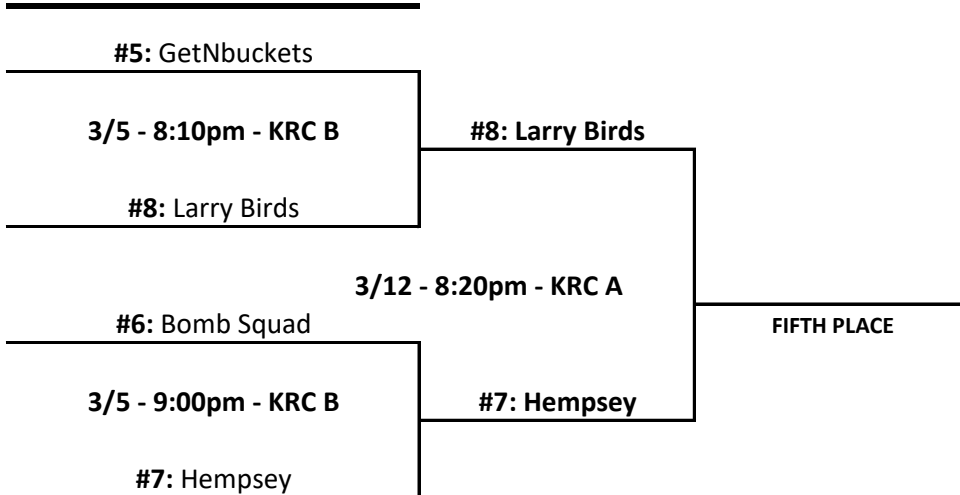 #5: GetNbuckets
3/5 - 8:10pm - KRC B
#8: Larry Birds
#8: Larry Birds
3/12 - 8:20pm - KRC A
#6: Bomb Squad
FIFTH PLACE
3/5 - 9:00pm - KRC B
#7: Hempsey
#7: Hempsey